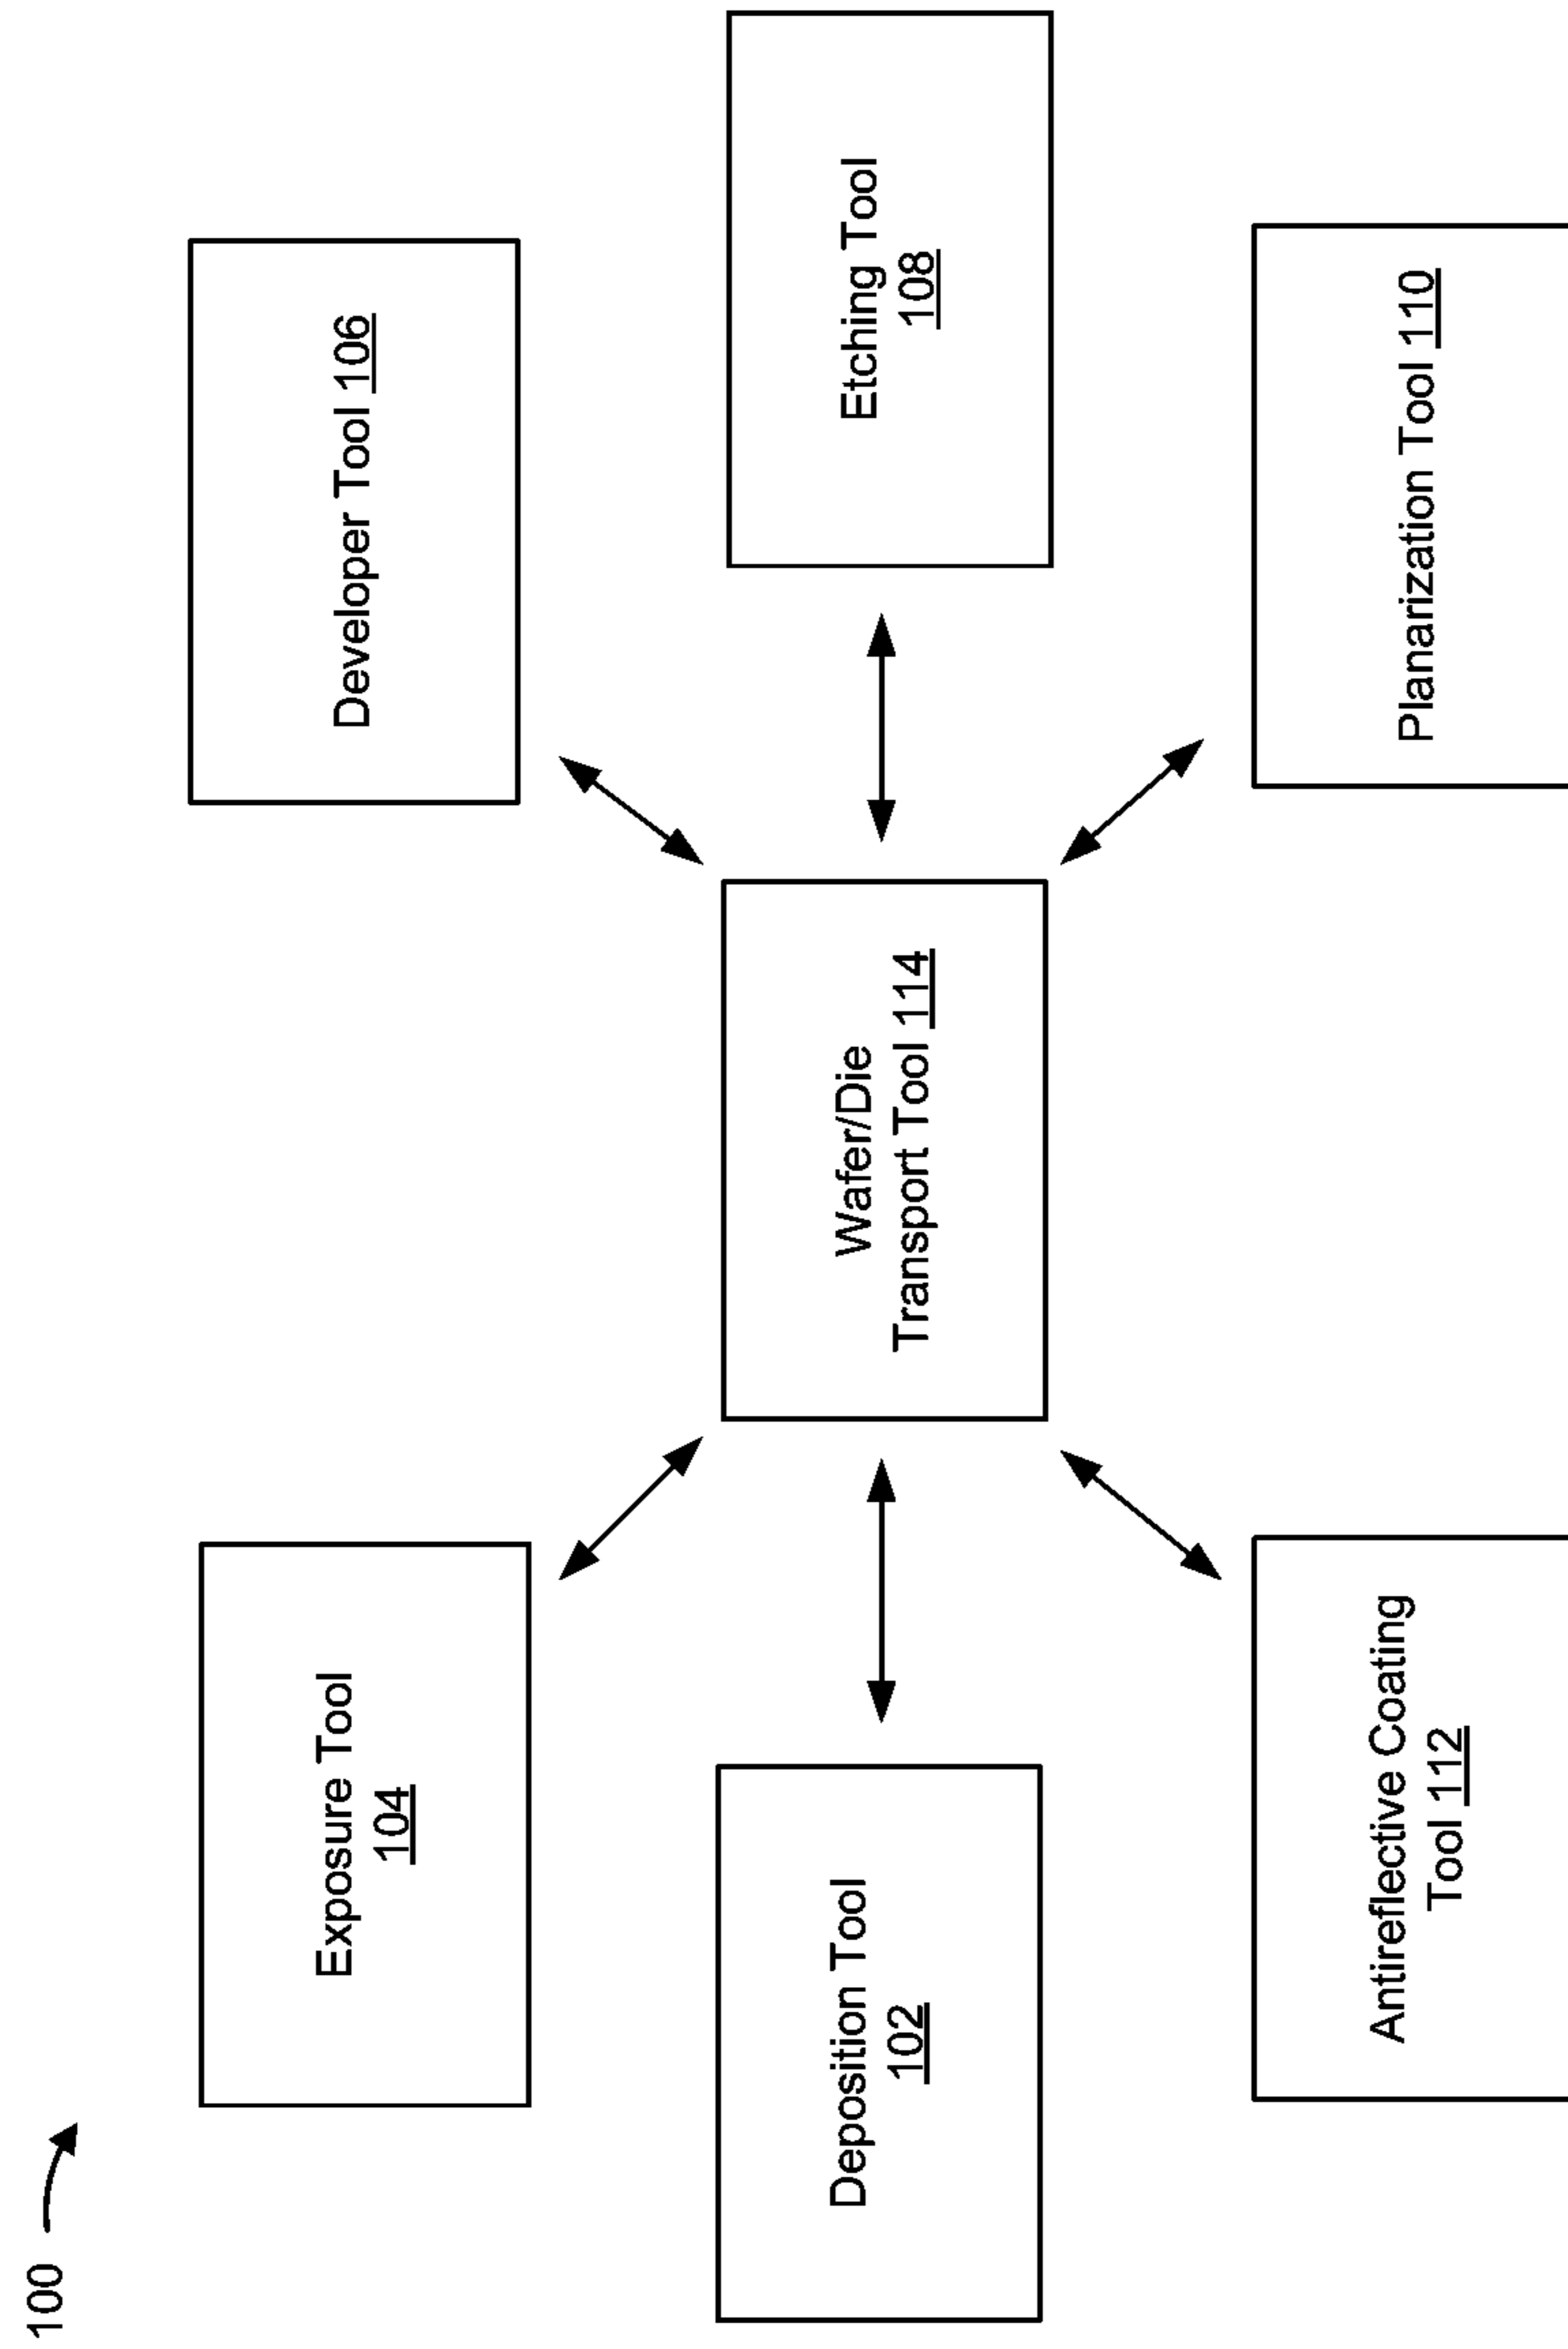 100
Exposure Tool
104
Developer Tool 106
Deposition Tool
102
Wafer/Die
Transport Tool 114
Etching Tool
108
Antireflective Coating
Tool 112
Planarization Tool 110